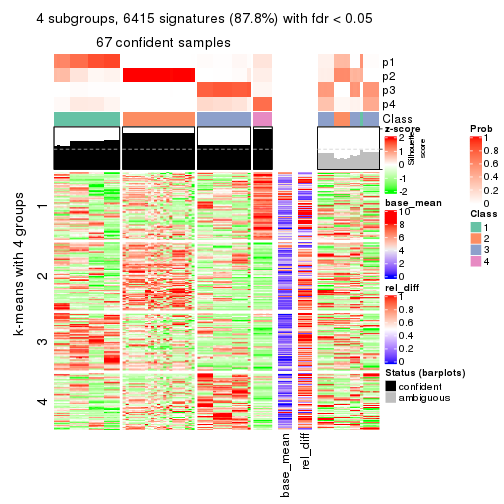 4 subgroups, 6415 signatures (87.8%) with fdr < 0.05
67 confident samples
p1
p2
p3
p4
Class
Silhouette
score
k-means with 4 groups
1
2
3
4
base_mean
rel_diff
z-score
2
1
0
-1
-2
base_mean
10
8
6
4
2
0
rel_diff
1
0.8
0.6
0.4
0.2
0
Status (barplots)
confident
ambiguous
Prob
1
0.8
0.6
0.4
0.2
0
Class
1
2
3
4